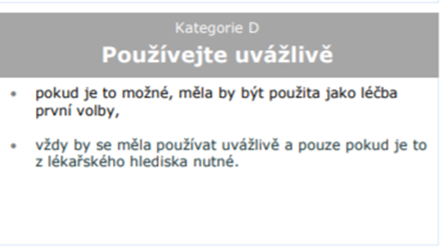 Kategorie D
Používejte uvážlivě
• pokud je to možné, měla by být použita jako léčba
první volby,
• vždy by se měla používat uvážlivě a pouze pokud je to
z lékařského hlediska nutné.